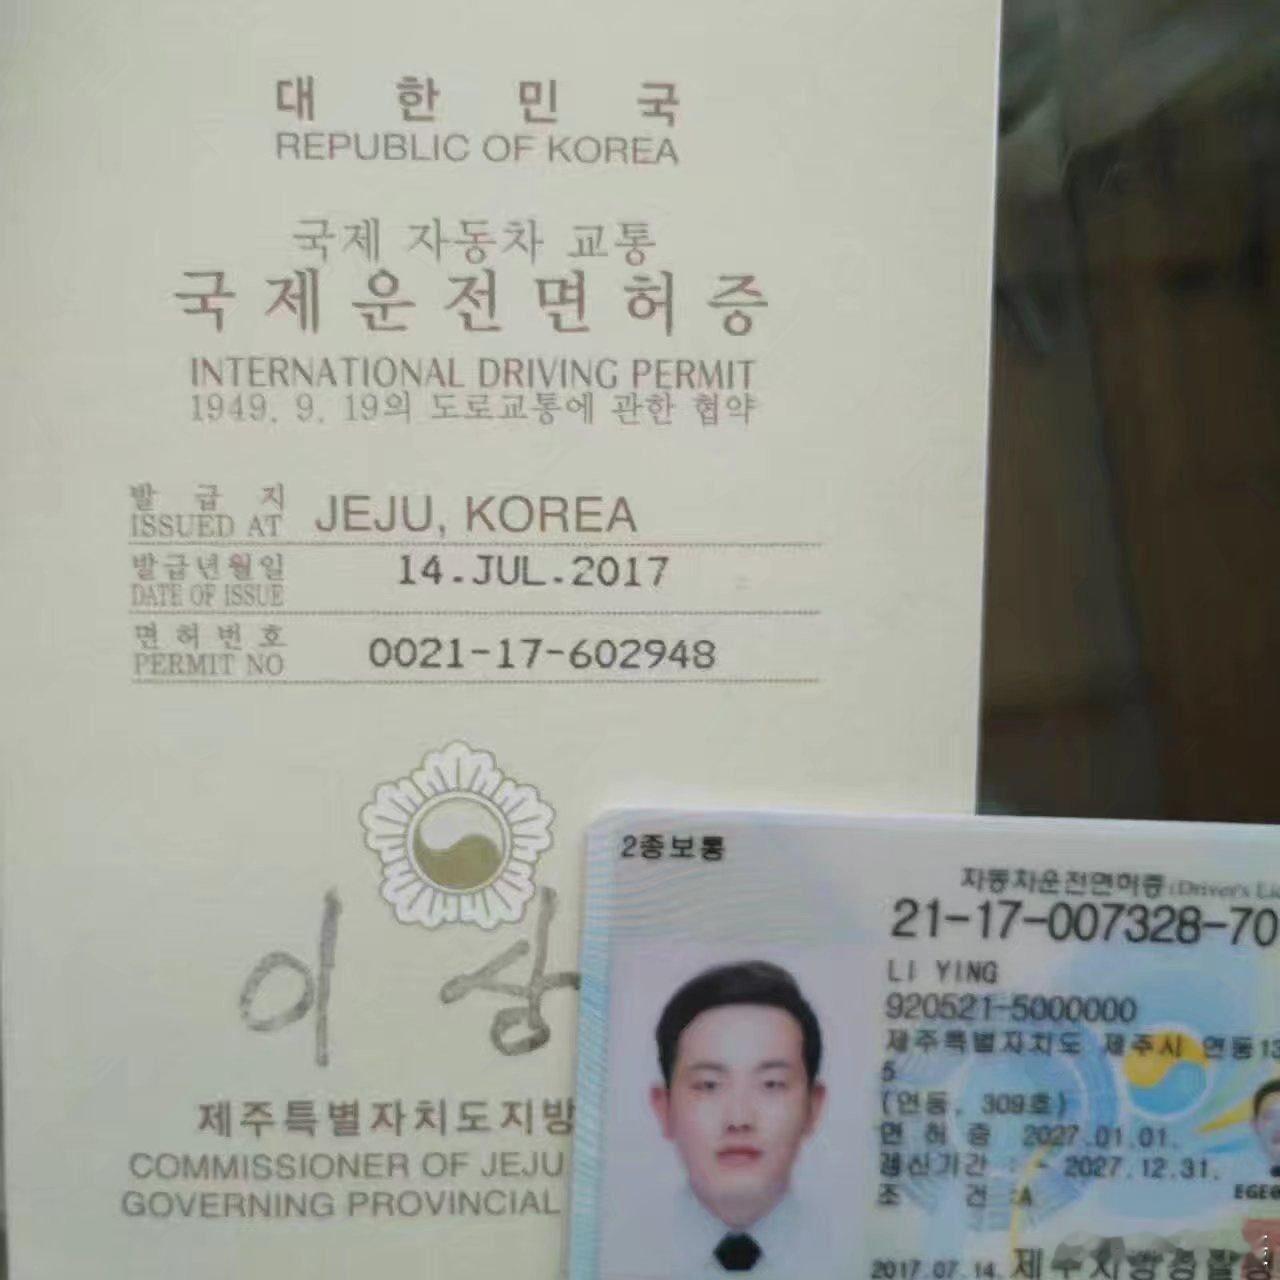 대한민국
REPUBLIC OF KOREA
국제 자동차 교통
국제운전면허증
INTERNATIONAL DRIVING PERMIT
1949. 9. 19의 도로교통에 관한 협약
발급지
ISSUED AT JEJU, KOREA
발급년월일 14.JUL.2017
DATE OF ISSUE
면허번호
PERMIT NO 0021-17-602948
이 상
제주특별자치도지방
COMMISSIONER OF JEJU
GOVERNING PROVINCIAL
2종보통
자동차운전면허증 (Driver's
21-17-007328-70
LI YING
920521-5000000
제주특별자치도 제주시 연동13
5
(연동, 309호)
면 허 증 2027.01.01.
갱신기간 : ~ 2027.12.31.
조 건 :A
2017.07.14.